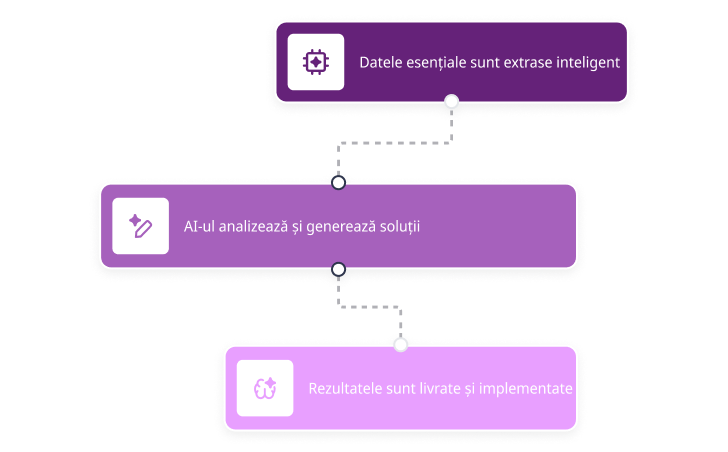 Datele esențiale sunt extrase inteligent
AI-ul analizează și generează soluții
Rezultatele sunt livrate și implementate